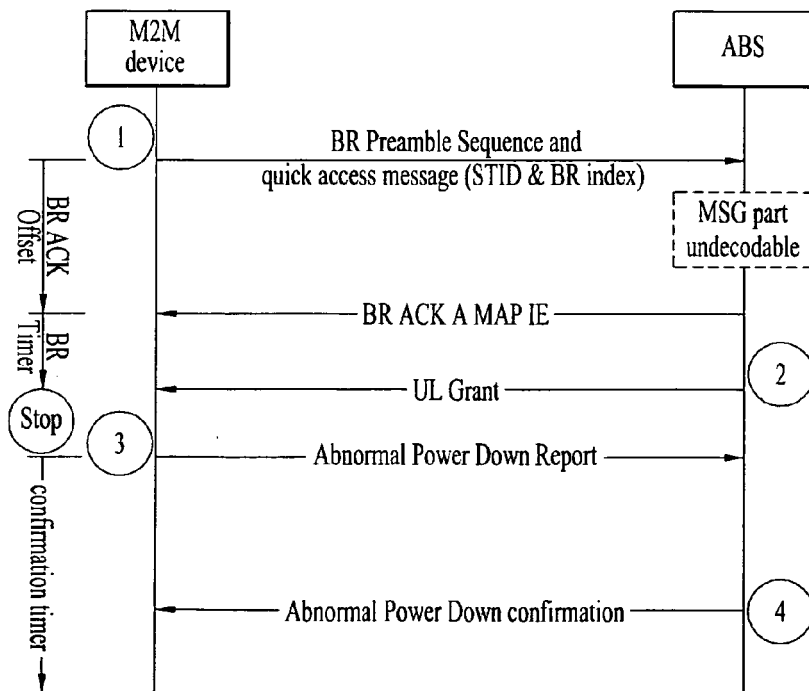 M2M
device
ABS
1
BR Preamble Sequence and
quick access message (STID & BR index)
MSG part
undecodable
BR ACK
Offset
BR ACK A MAP IE
BR
Timer
2
UL Grant
Stop
3
Abnormal Power Down Report
confirmation timer
Abnormal Power Down confirmation
4